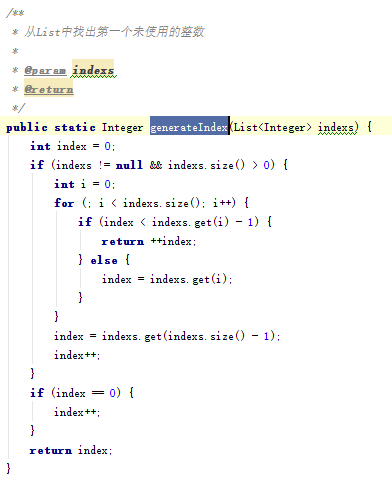 /**
 * 从List中找出第一个未使用的整数
 *
 * @param indexs
 * @return
 */
public static Integer generateIndex(List<Integer> indexs) {
    int index = 0;
    if (indexs != null && indexs.size() > 0) {
        int i = 0;
        for (; i < indexs.size(); i++) {
            if (index < indexs.get(i) - 1) {
                return ++index;
            } else {
                index = indexs.get(i);
            }
        }
        index = indexs.get(indexs.size() - 1);
        index++;
    }
    if (index == 0) {
        index++;
    }
    return index;
}